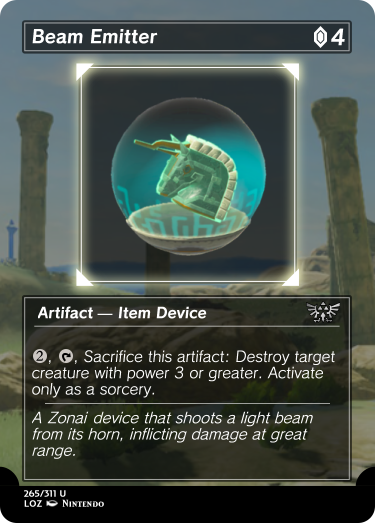 Beam Emitter 4
Artifact — Item Device
2, T, Sacrifice this artifact: Destroy target
creature with power 3 or greater. Activate
only as a sorcery.
A Zonai device that shoots a light beam
from its horn, inflicting damage at great
range.
265/311 U
LOZ Nintendo